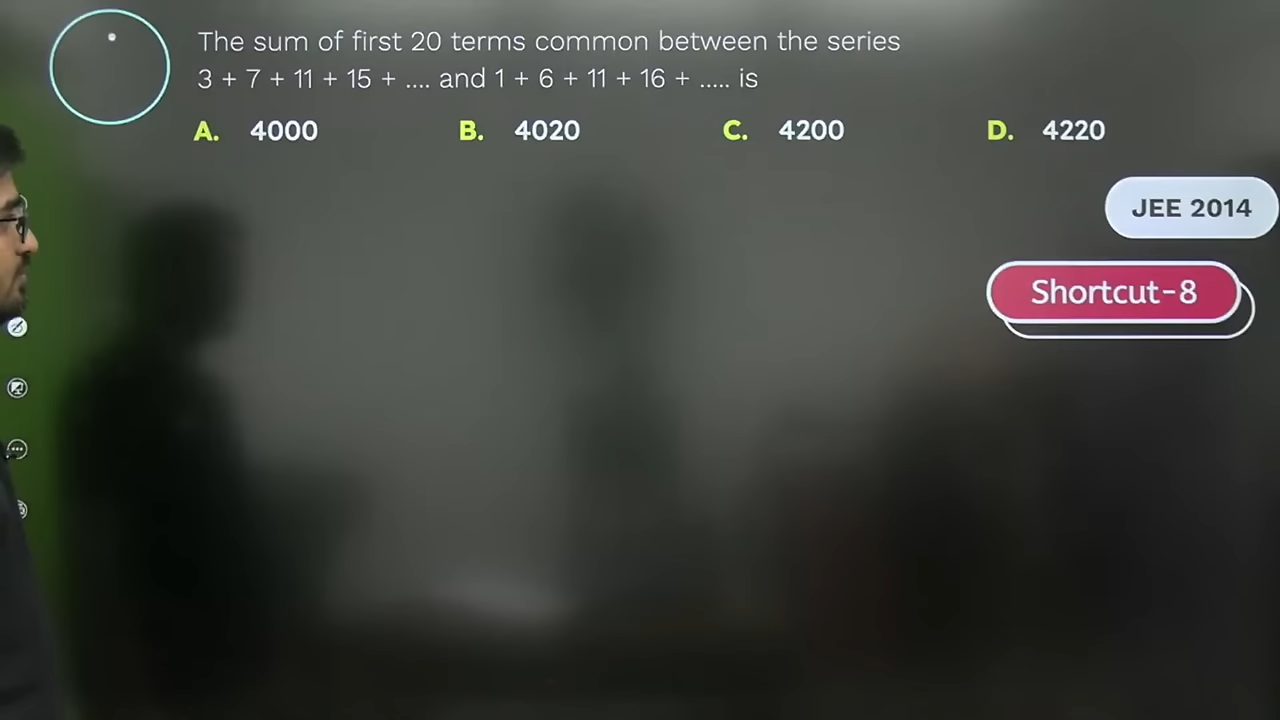 The sum of first 20 terms common between the series
3 + 7 + 11 + 15 + .... and 1 + 6 + 11 + 16 + ..... is
A. 4000 B. 4020 C. 4200 D. 4220
JEE 2014
Shortcut-8